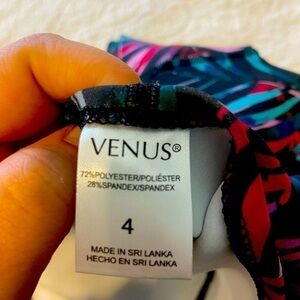 VENUS®
72%POLYESTER/POLIÉSTER
28%SPANDEX/SPANDEX
4
MADE IN SRI LANKA
HECHO EN SRI LANKA